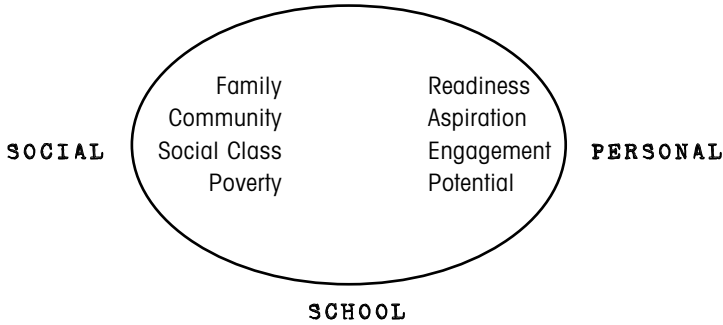 Family
Community
Social Class
Poverty
Readiness
Aspiration
Engagement
Potential
SOCIAL
PERSONAL
SCHOOL